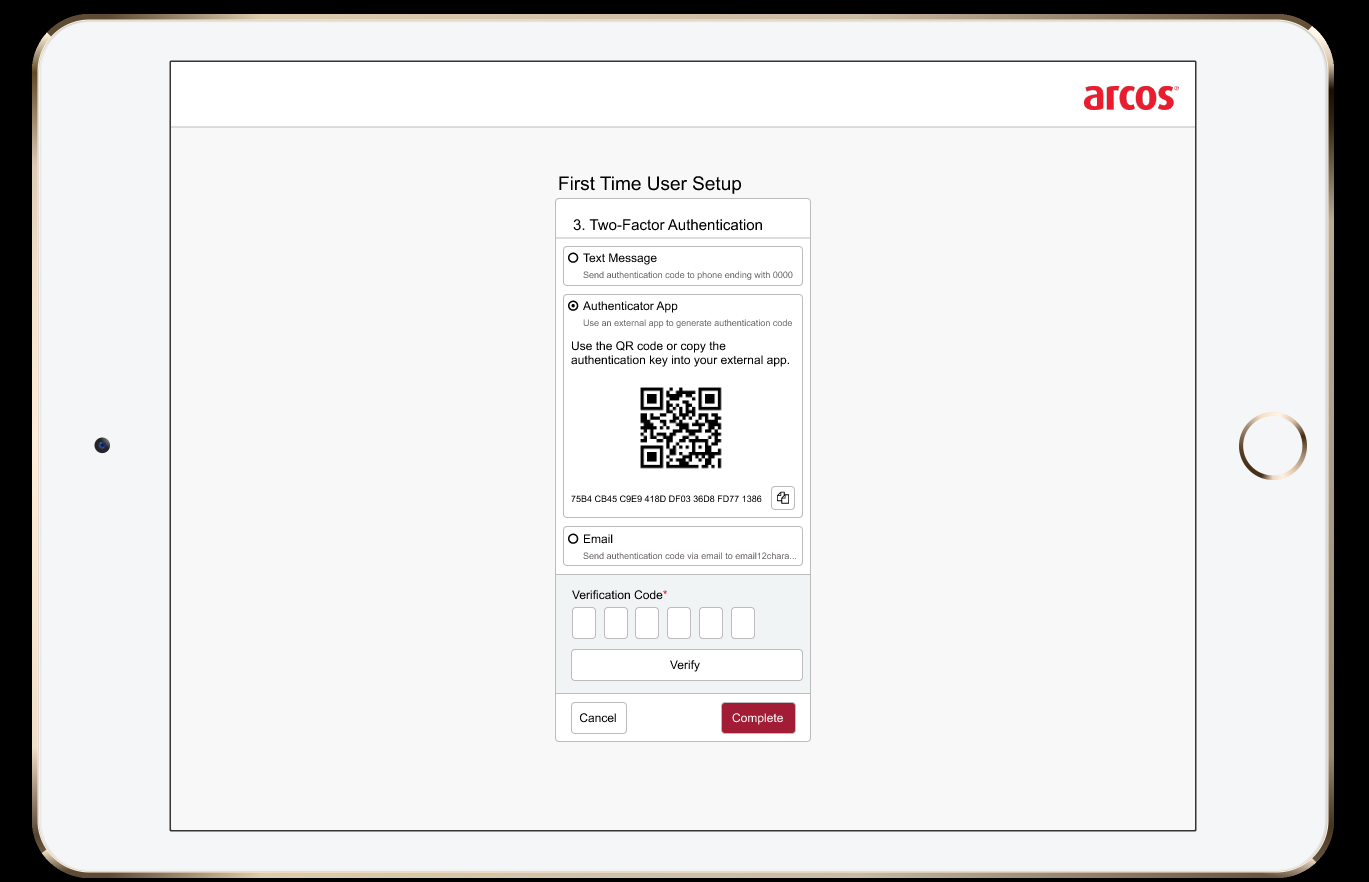 arcos®
First Time User Setup
3. Two-Factor Authentication
Text Message
Send authentication code to phone ending with 0000
Authenticator App
Use an external app to generate authentication code
Use the QR code or copy the
authentication key into your external app.
75B4 CB45 C9E9 418D DF03 36D8 FD77 1386
Email
Send authentication code via email to email12chara...
Verification Code*
Verify
Cancel
Complete